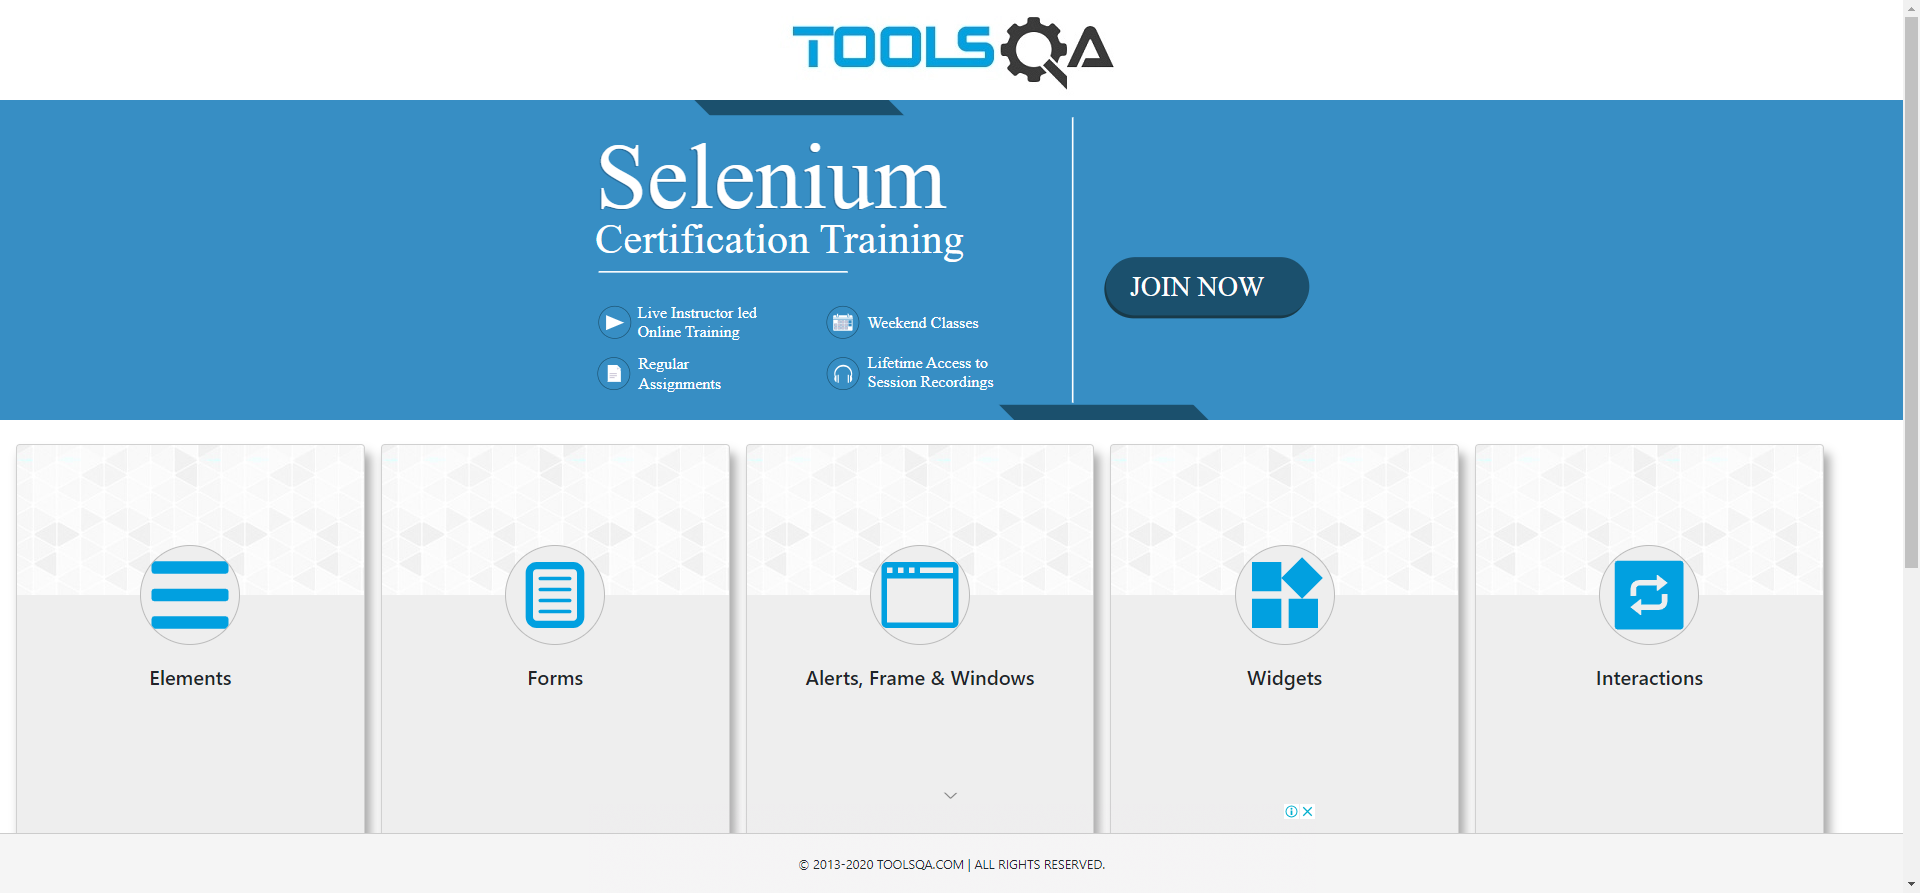 TOOLSQA
Selenium
Certification Training
JOIN NOW
Live Instructor led
Online Training
Weekend Classes
Regular
Assignments
Lifetime Access to
Session Recordings
Elements
Forms
Alerts, Frame & Windows
Widgets
Interactions
© 2013-2020 TOOLSQA.COM | ALL RIGHTS RESERVED.